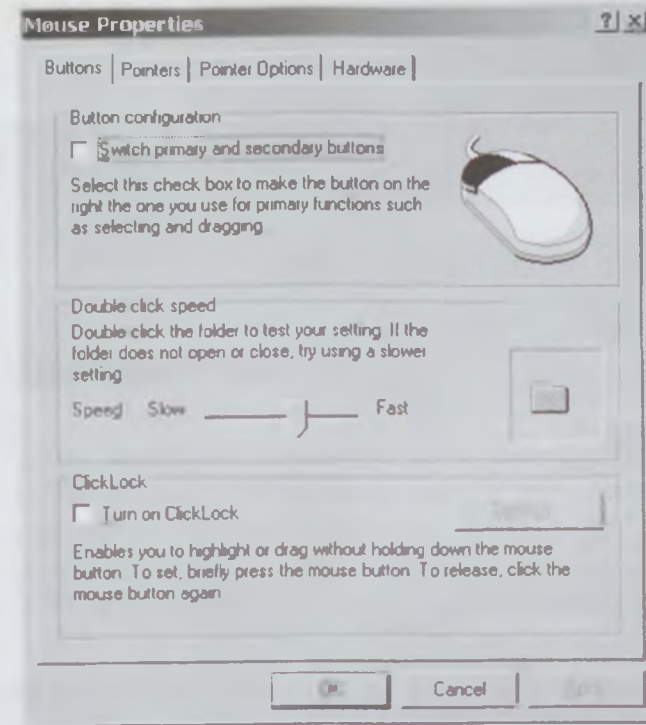 Mouse Properties
? x
Buttons Pointers Pointer Options Hardware
Button configuration
Switch primary and secondary buttons
Select this check box to make the button on the
right the one you use for primary functions such
as selecting and dragging
Double click speed
Double click the folder to test your setting If the
folder does not open or close, try using a slower
setting
Speed Slow Fast
ClickLock
Turn on ClickLock
Enables you to highlight or drag without holding down the mouse
button To set, briefly press the mouse button To release, click the
mouse button again
OK Cancel